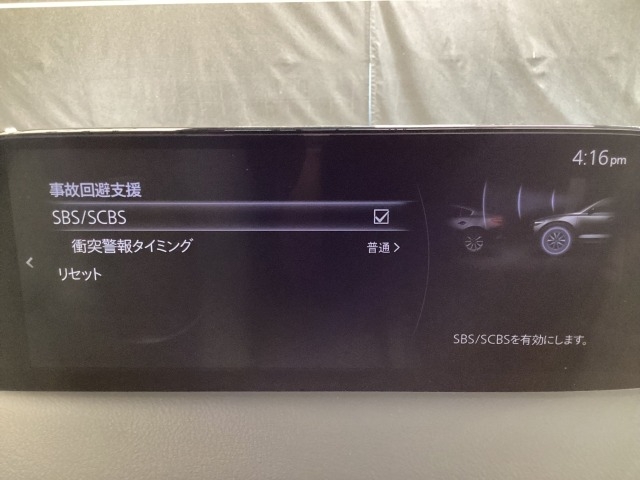 4:16pm
事故回避支援
SBS/SCBS
衝突警報タイミング 普通
リセット
SBS/SCBSを有効にします。